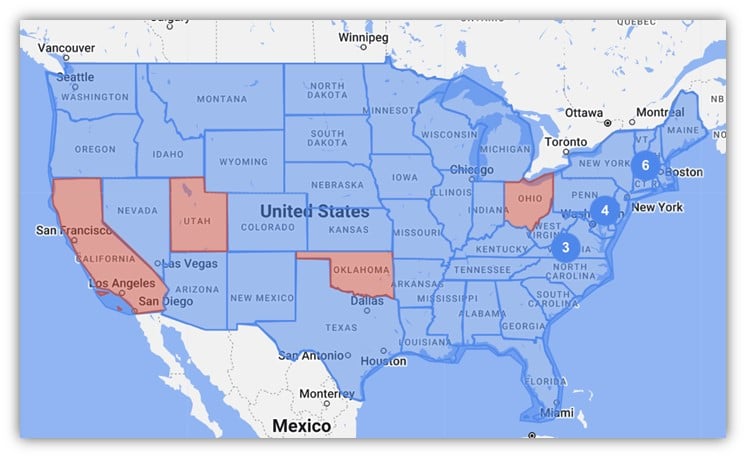 Calgary
QUEBEC
Winnipeg
Vancouver
Seattle
WASHINGTON
MONTANA
NORTH
DAKOTA
MINNESOTA
Ottawa
Montreal
NB
MAINE
VT
OREGON
IDAHO
SOUTH
DAKOTA
WISCONSIN
MICHIGAN
Toronto
NEW YORK
6
Boston
CT RI
WYOMING
Chicago
IOWA
NEBRASKA
ILLINOIS
INDIANA
OHIO
PENN
New York
4
Washington
NEVADA
UTAH
COLORADO
United States
KANSAS
MISSOURI
WEST
VIRGINIA
3
KENTUCKY
San Francisco
CALIFORNIA
Las Vegas
Los Angeles
San Diego
ARIZONA
NEW MEXICO
OKLAHOMA
ARKANSAS
TENNESSEE
NORTH
CAROLINA
Dallas
MISSISSIPPI
ALABAMA
SOUTH
CAROLINA
GEORGIA
TEXAS
LOUISIANA
San Antonio
Houston
FLORIDA
Miami
Monterrey
Mexico